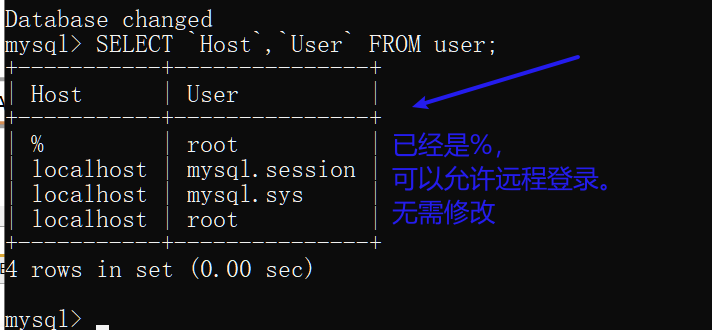 Database changed
mysql> SELECT `Host`,`User` FROM user;
+-----------+---------------+
| Host      | User          |
+-----------+---------------+
| %         | root          |
| localhost | mysql.session |
| localhost | mysql.sys     |
| localhost | root          |
+-----------+---------------+
4 rows in set (0.00 sec)
mysql>
已经是%，
可以允许远程登录。
无需修改